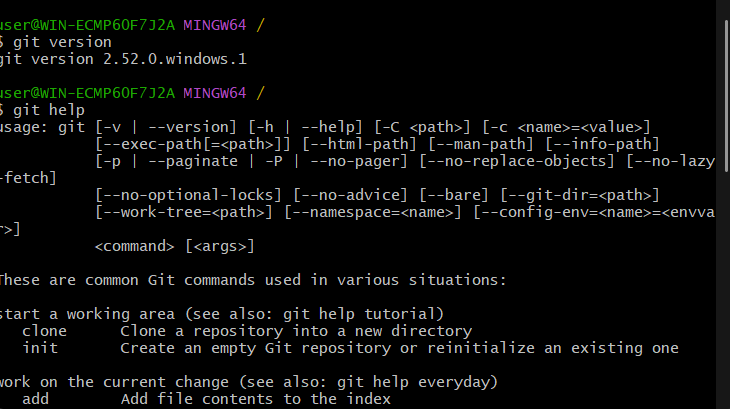 user@WIN-ECMP6OF7J2A MINGW64 /
$ git version
git version 2.52.0.windows.1
user@WIN-ECMP6OF7J2A MINGW64 /
$ git help
usage: git [-v | --version] [-h | --help] [-C <path>] [-c <name>=<value>]
[--exec-path[=<path>]] [--html-path] [--man-path] [--info-path]
[-p | --paginate | -P | --no-pager] [--no-replace-objects] [--no-lazy
-fetch]
[--no-optional-locks] [--no-advice] [--bare] [--git-dir=<path>]
[--work-tree=<path>] [--namespace=<name>] [--config-env=<name>=<envva
r>]
<command> [<args>]
These are common Git commands used in various situations:
start a working area (see also: git help tutorial)
clone Clone a repository into a new directory
init Create an empty Git repository or reinitialize an existing one
work on the current change (see also: git help everyday)
add Add file contents to the index